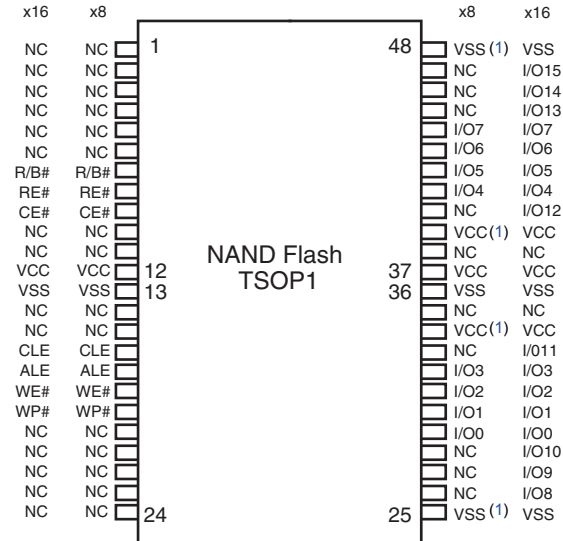 x16 x8 x8 x16
NC NC 1 48 VSS (1) VSS
NC NC NC I/O15
NC NC NC I/O14
NC NC NC I/O13
NC NC I/O7 I/O7
NC NC I/O6 I/O6
R/B# R/B# I/O5 I/O5
RE# RE# I/O4 I/O4
CE# CE# NC I/O12
NC NC VCC(1) VCC
NC NC NAND Flash NC NC
VCC VCC 12 TSOP1 37 VCC VCC
VSS VSS 13 36 VSS VSS
NC NC NC NC
NC NC VCC(1) VCC
CLE CLE NC I/011
ALE ALE I/O3 I/O3
WE# WE# I/O2 I/O2
WP# WP# I/O1 I/O1
NC NC I/O0 I/O0
NC NC NC I/O10
NC NC NC I/O9
NC NC NC I/O8
NC NC 24 25 VSS (1) VSS